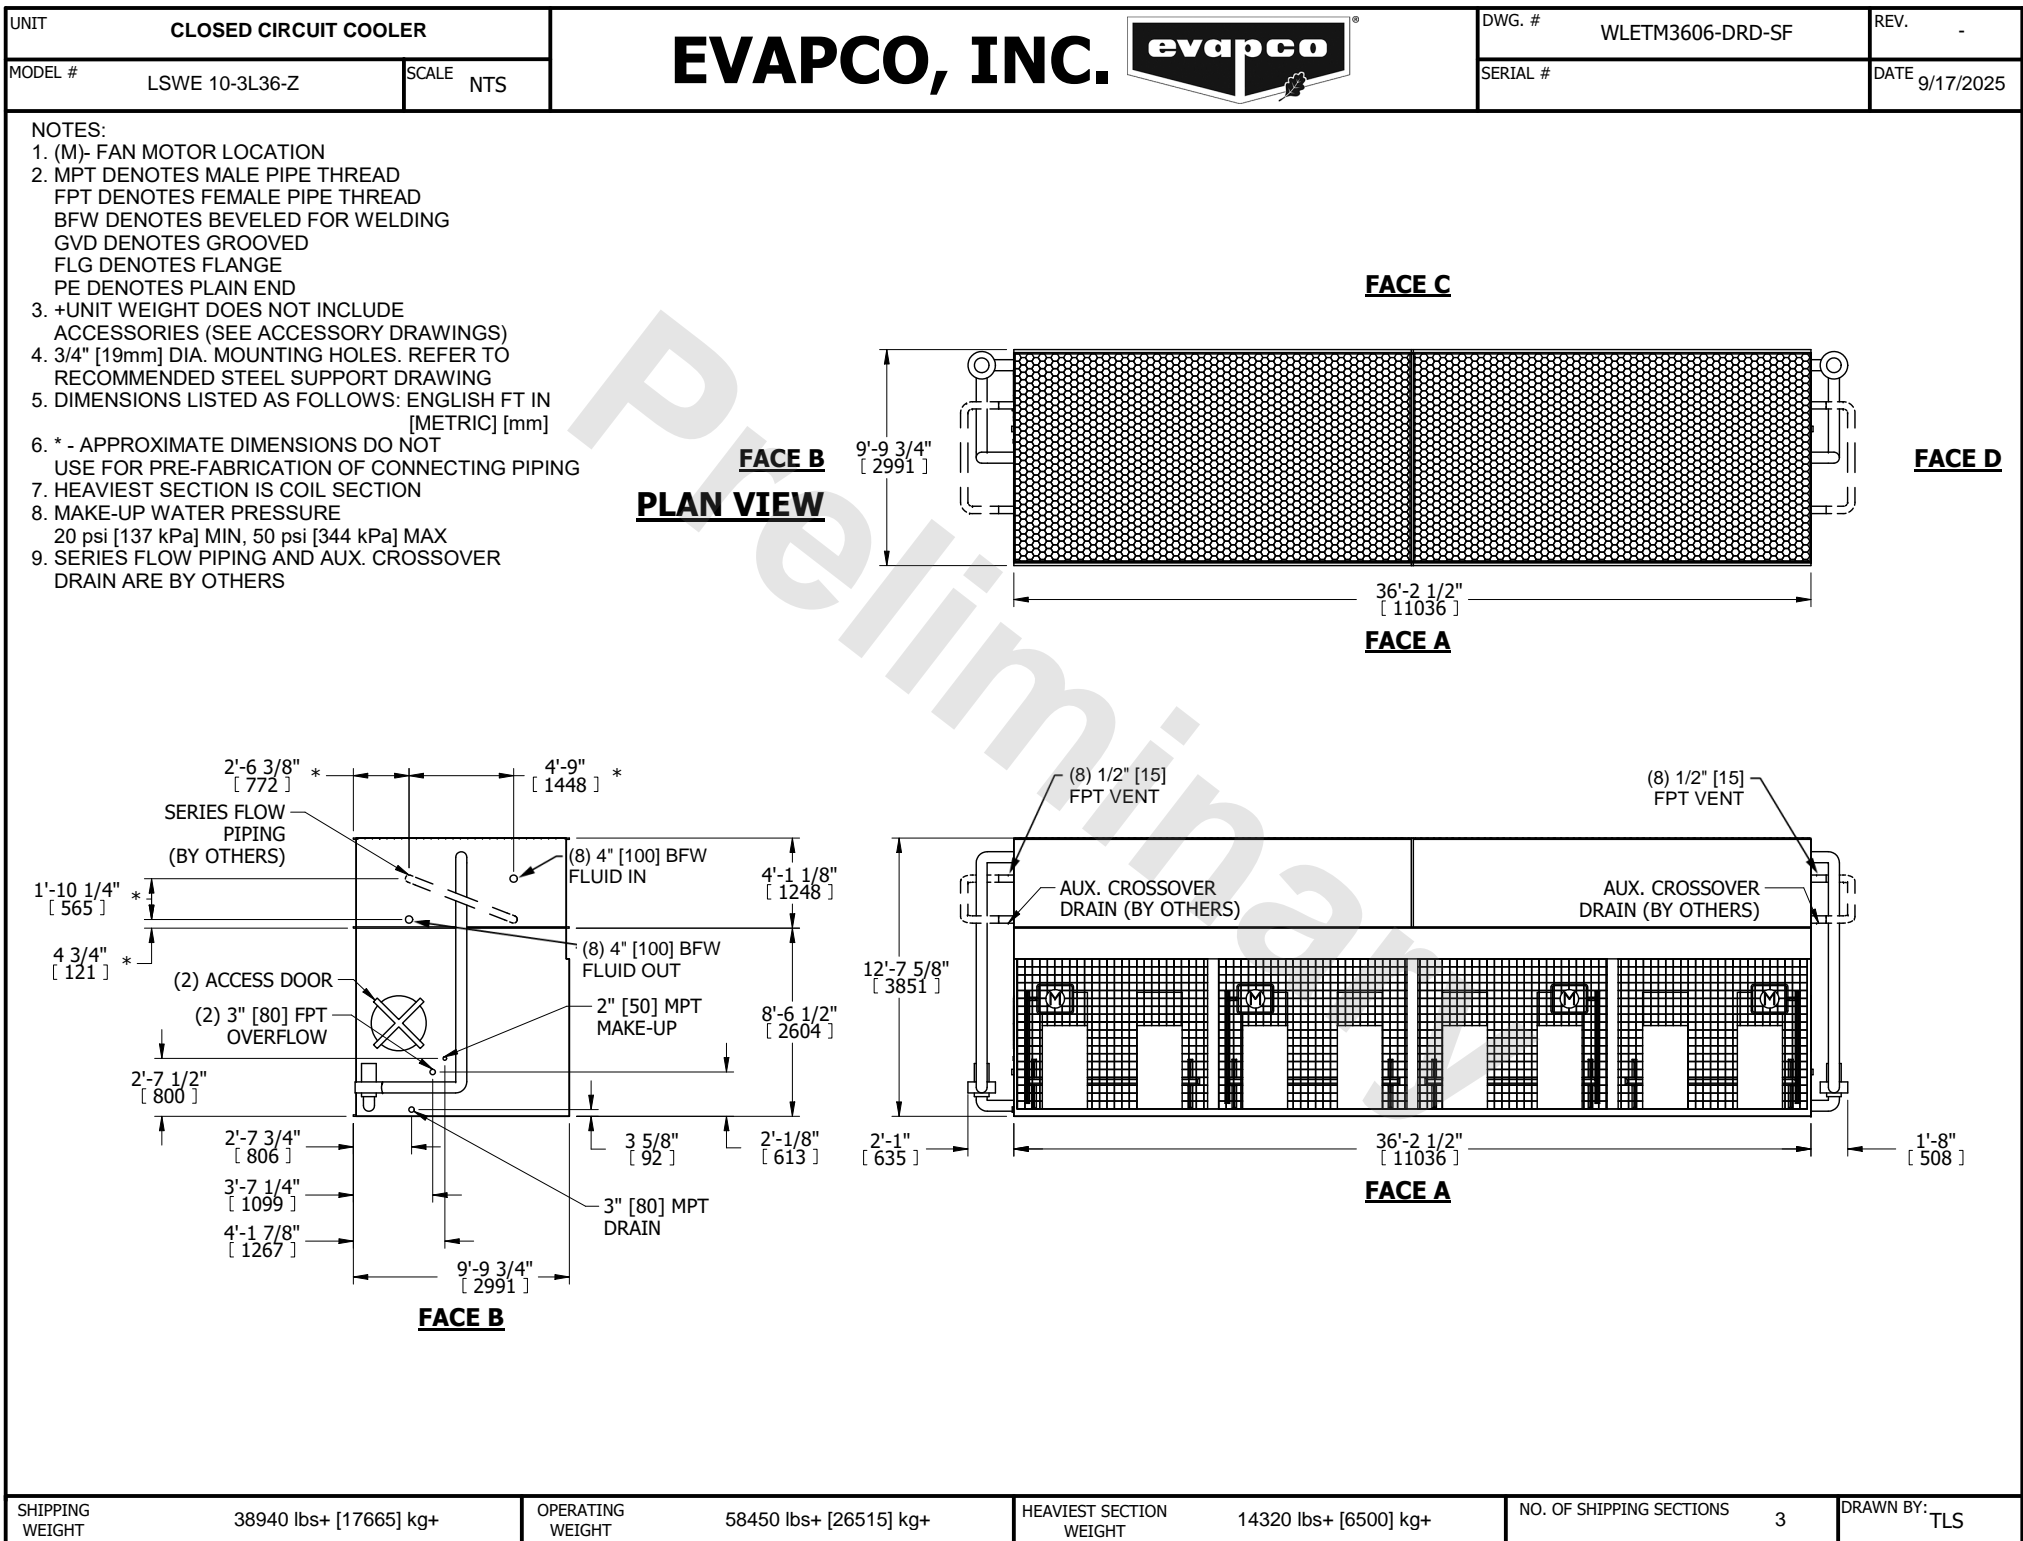 UNIT
CLOSED CIRCUIT COOLER
MODEL #
LSWE 10-3L36-Z
SCALE
NTS
EVAPCO, INC.
evapco
®
DWG. #
WLETM3606-DRD-SF
REV.
-
SERIAL #
DATE
9/17/2025
NOTES:
1. (M)- FAN MOTOR LOCATION
2. MPT DENOTES MALE PIPE THREAD
FPT DENOTES FEMALE PIPE THREAD
BFW DENOTES BEVELED FOR WELDING
GVD DENOTES GROOVED
FLG DENOTES FLANGE
PE DENOTES PLAIN END
3. +UNIT WEIGHT DOES NOT INCLUDE
ACCESSORIES (SEE ACCESSORY DRAWINGS)
4. 3/4" [19mm] DIA. MOUNTING HOLES. REFER TO
RECOMMENDED STEEL SUPPORT DRAWING
5. DIMENSIONS LISTED AS FOLLOWS: ENGLISH FT IN
[METRIC] [mm]
6. * - APPROXIMATE DIMENSIONS DO NOT
USE FOR PRE-FABRICATION OF CONNECTING PIPING
7. HEAVIEST SECTION IS COIL SECTION
8. MAKE-UP WATER PRESSURE
20 psi [137 kPa] MIN, 50 psi [344 kPa] MAX
9. SERIES FLOW PIPING AND AUX. CROSSOVER
DRAIN ARE BY OTHERS
Preliminary
FACE C
FACE B
PLAN VIEW
9'-9 3/4"
[ 2991 ]
FACE D
36'-2 1/2"
[ 11036 ]
FACE A
2'-6 3/8" *
[ 772 ]
4'-9" *
[ 1448 ]
SERIES FLOW
PIPING
(BY OTHERS)
(8) 4" [100] BFW
FLUID IN
1'-10 1/4" *
[ 565 ]
4'-1 1/8"
[ 1248 ]
4 3/4" *
[ 121 ]
(8) 4" [100] BFW
FLUID OUT
(2) ACCESS DOOR
(2) 3" [80] FPT
OVERFLOW
2" [50] MPT
MAKE-UP
8'-6 1/2"
[ 2604 ]
2'-7 1/2"
[ 800 ]
2'-7 3/4"
[ 806 ]
3 5/8"
[ 92 ]
2'-1/8"
[ 613 ]
3'-7 1/4"
[ 1099 ]
3" [80] MPT
DRAIN
4'-1 7/8"
[ 1267 ]
9'-9 3/4"
[ 2991 ]
FACE B
(8) 1/2" [15]
FPT VENT
(8) 1/2" [15]
FPT VENT
AUX. CROSSOVER
DRAIN (BY OTHERS)
AUX. CROSSOVER
DRAIN (BY OTHERS)
12'-7 5/8"
[ 3851 ]
M M M M
2'-1"
[ 635 ]
36'-2 1/2"
[ 11036 ]
1'-8"
[ 508 ]
FACE A
SHIPPING
WEIGHT
38940 lbs+ [17665] kg+
OPERATING
WEIGHT
58450 lbs+ [26515] kg+
HEAVIEST SECTION
WEIGHT
14320 lbs+ [6500] kg+
NO. OF SHIPPING SECTIONS
3
DRAWN BY:
TLS